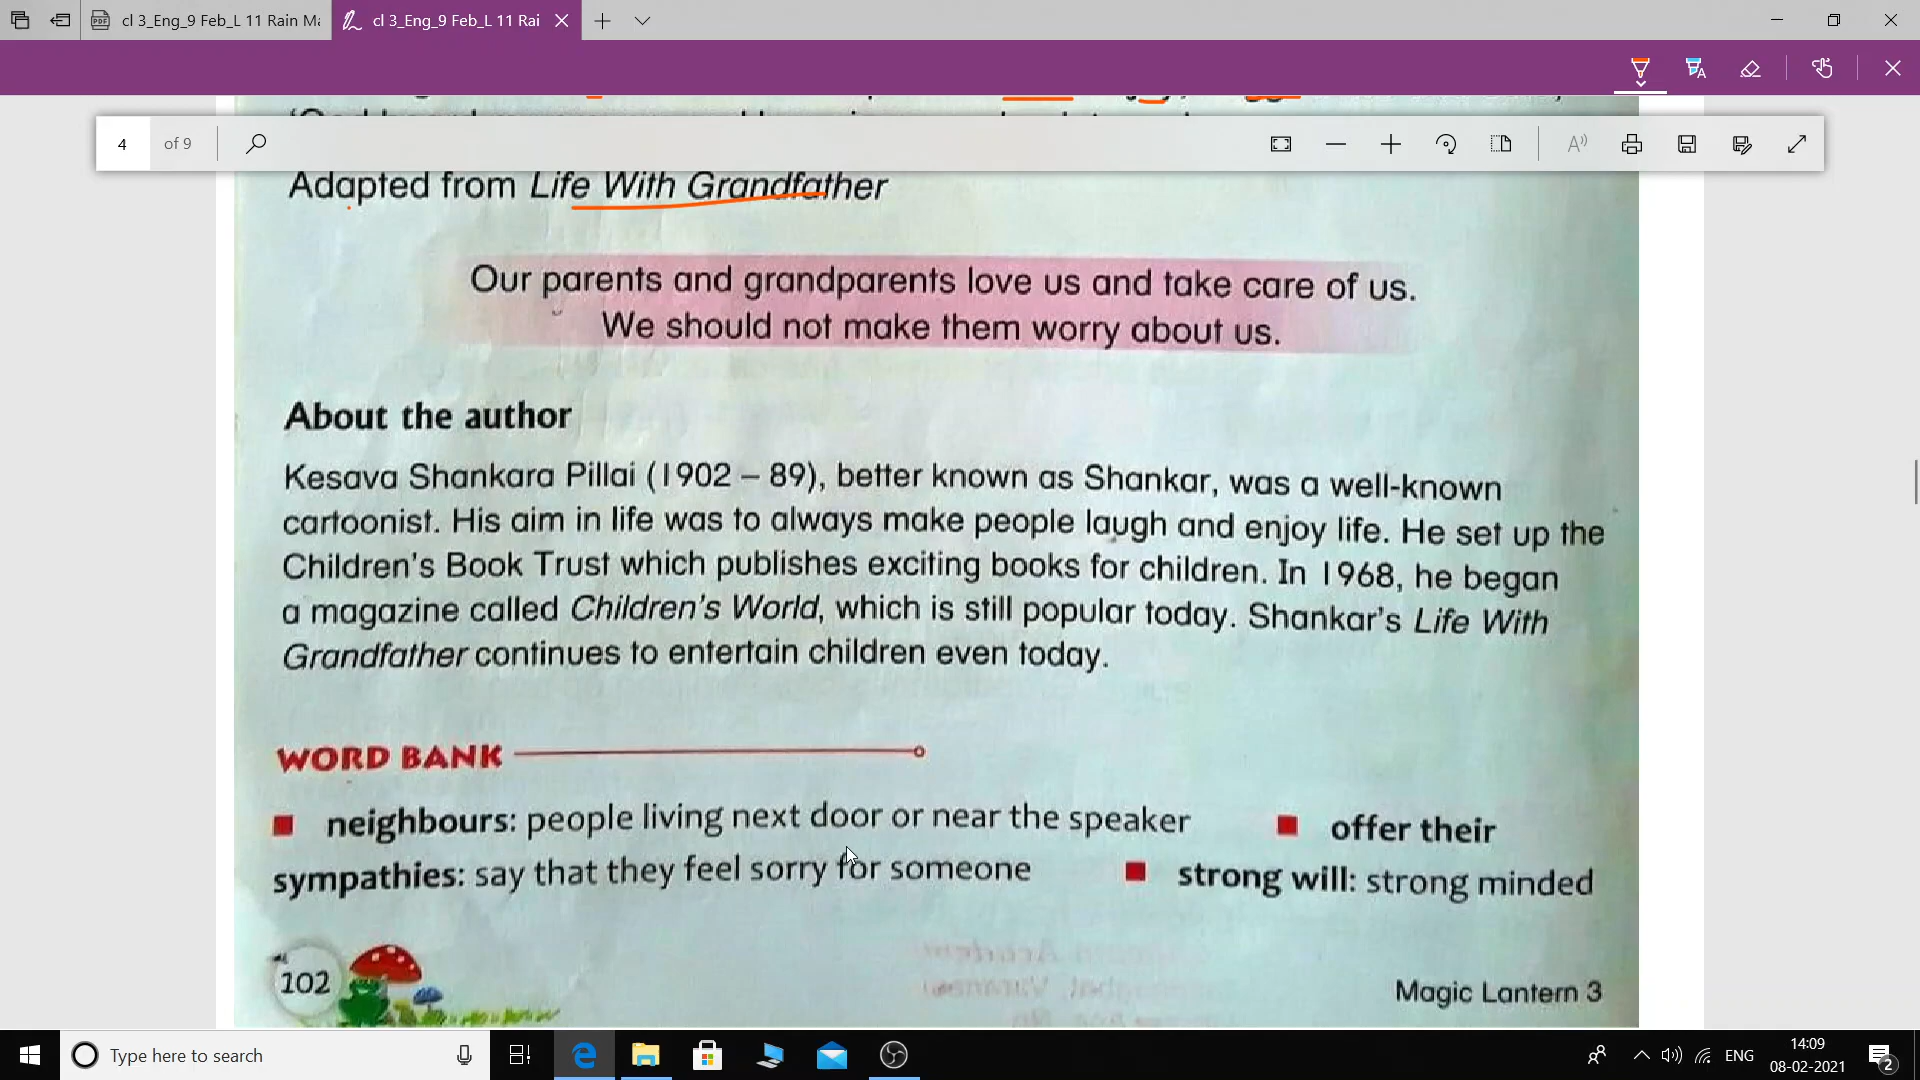 cl 3_Eng_9 Feb_L 11 Rain Ma
cl 3_Eng_9 Feb_L 11 Rai
4 of 9
Adapted from Life With Grandfather
Our parents and grandparents love us and take care of us.
We should not make them worry about us.
About the author
Kesava Shankara Pillai (1902 – 89), better known as Shankar, was a well-known
cartoonist. His aim in life was to always make people laugh and enjoy life. He set up the
Children's Book Trust which publishes exciting books for children. In 1968, he began
a magazine called Children's World, which is still popular today. Shankar's Life With
Grandfather continues to entertain children even today.
WORD BANK
neighbours: people living next door or near the speaker ■ offer their
sympathies: say that they feel sorry for someone ■ strong will: strong minded
102
Magic Lantern 3
Type here to search
ENG
14:09
08-02-2021
2